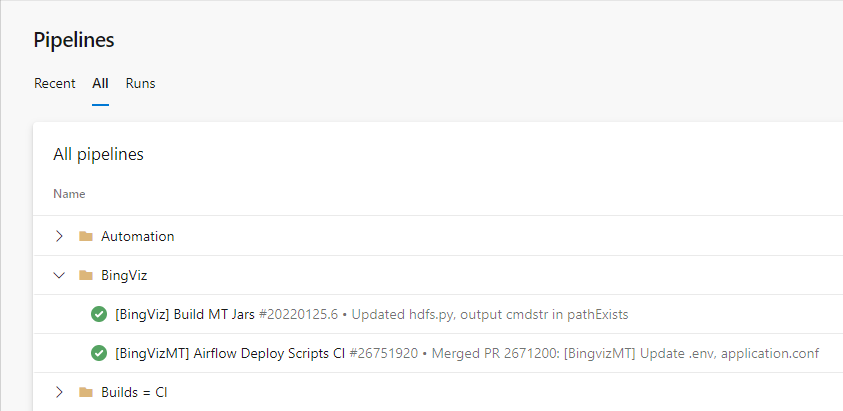 Pipelines
Recent All Runs
All pipelines
Name
Automation
BingViz
[BingViz] Build MT Jars #20220125.6 • Updated hdfs.py, output cmdstr in pathExists
[BingVizMT] Airflow Deploy Scripts CI #26751920 • Merged PR 2671200: [BingvizMT] Update .env, application.conf
Builds = CI